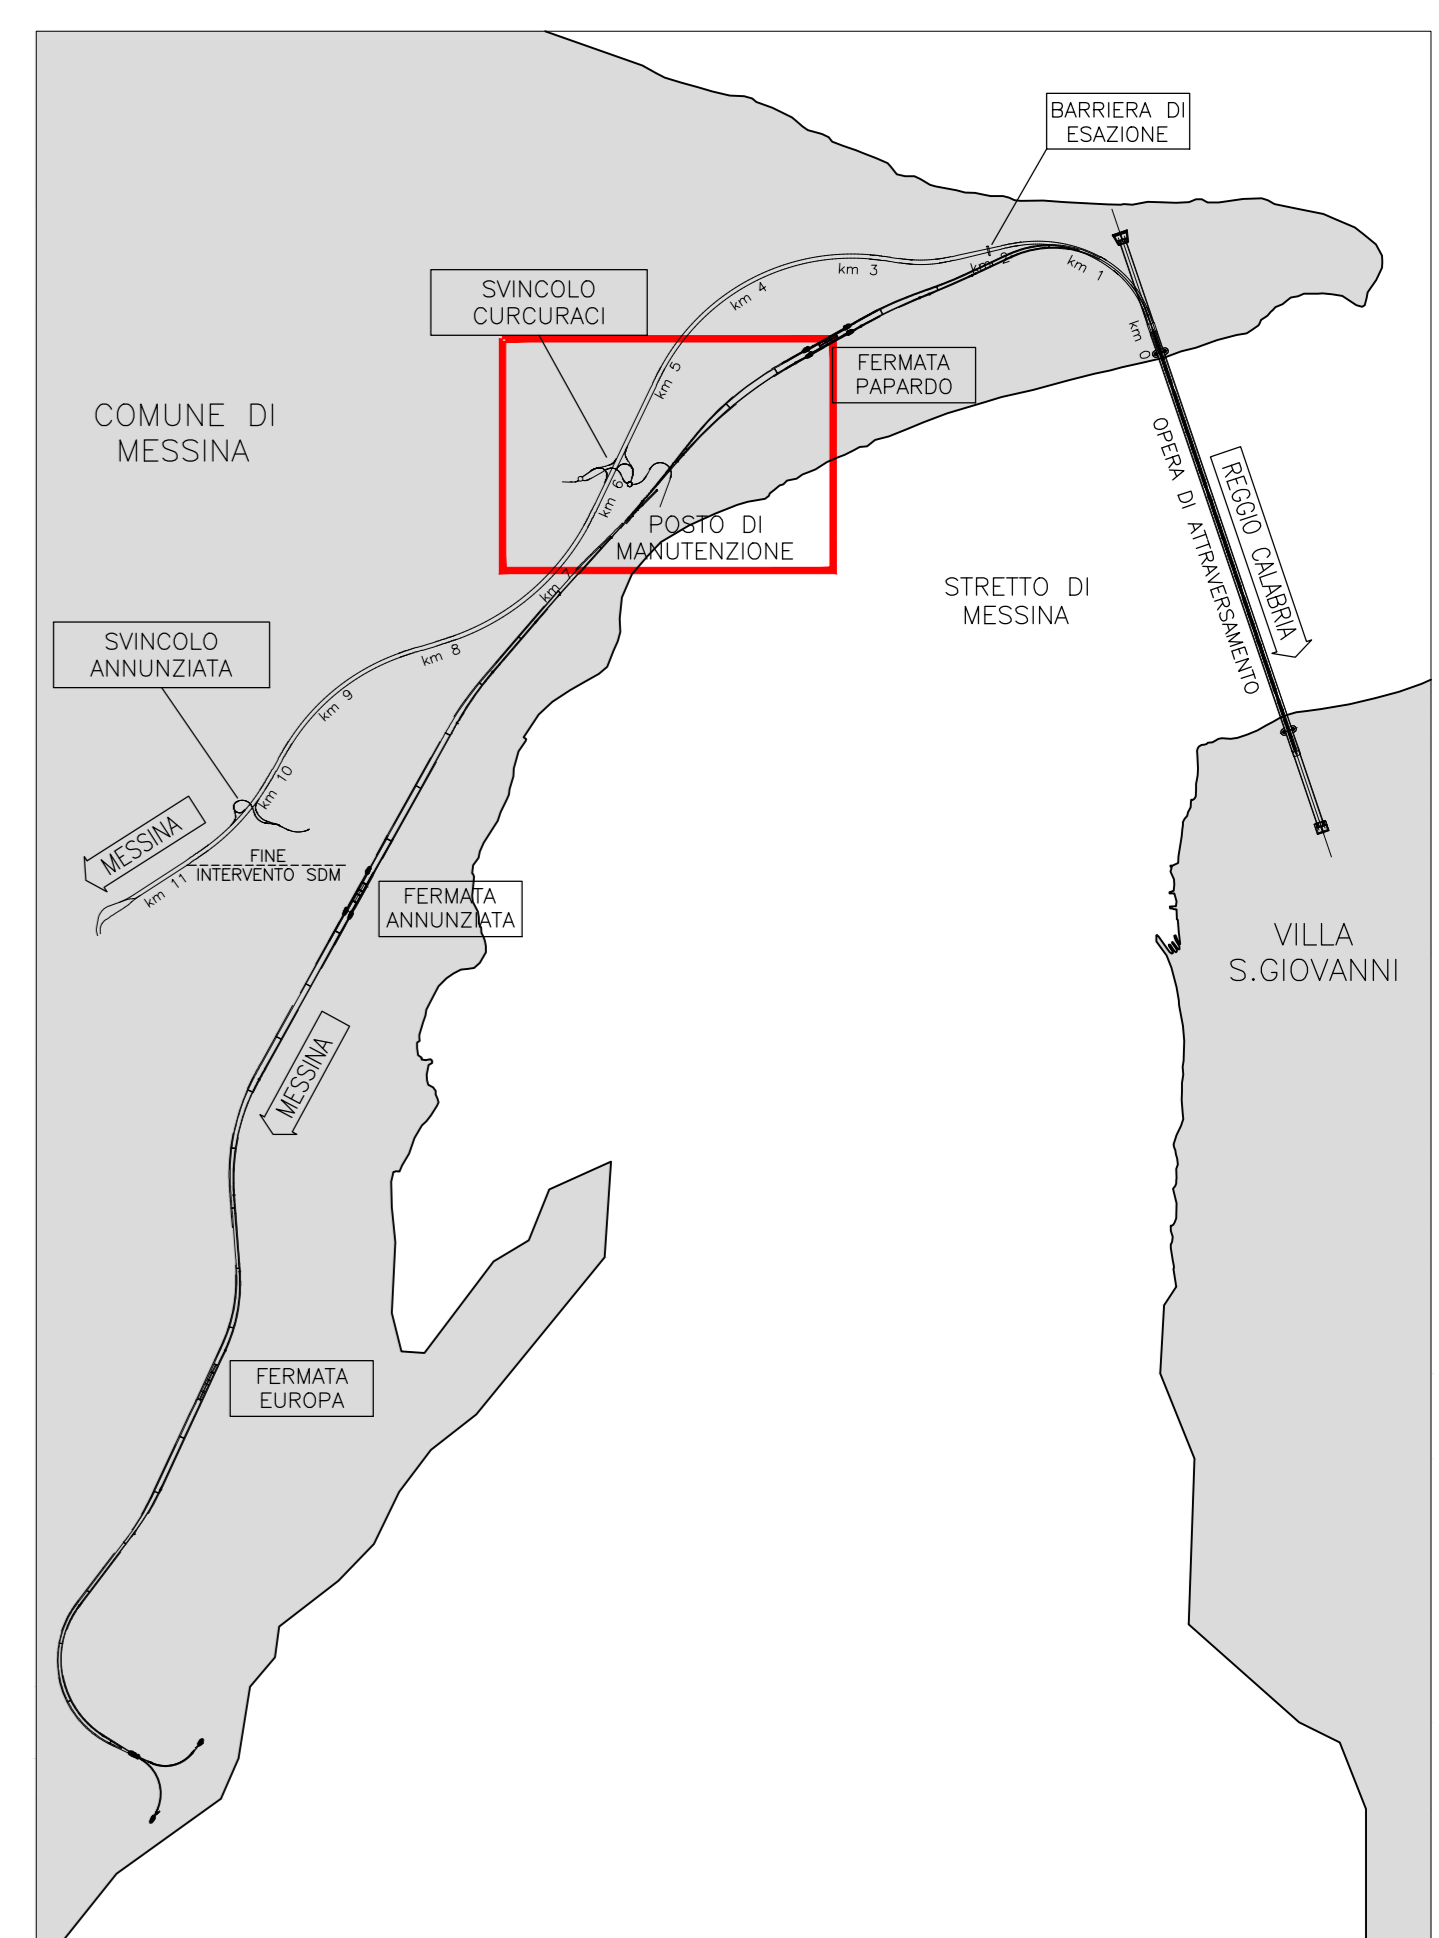 BARRIERA DI
ESAZIONE
km 2
km 1
km 3
km 4
km 0
SVINCOLO
CURCURACI
FERMATA
PAPARDO
km 5
COMUNE DI
MESSINA
km 6
POSTO DI
MANUTENZIONE
OPERA DI ATTRAVERSAMENTO
REGGIO CALABRIA
STRETTO DI
MESSINA
km 7
SVINCOLO
ANNUNZIATA
km 8
km 9
km 10
MESSINA
FINE
INTERVENTO SDM
km 11
FERMATA
ANNUNZIATA
VILLA
S.GIOVANNI
MESSINA
FERMATA
EUROPA